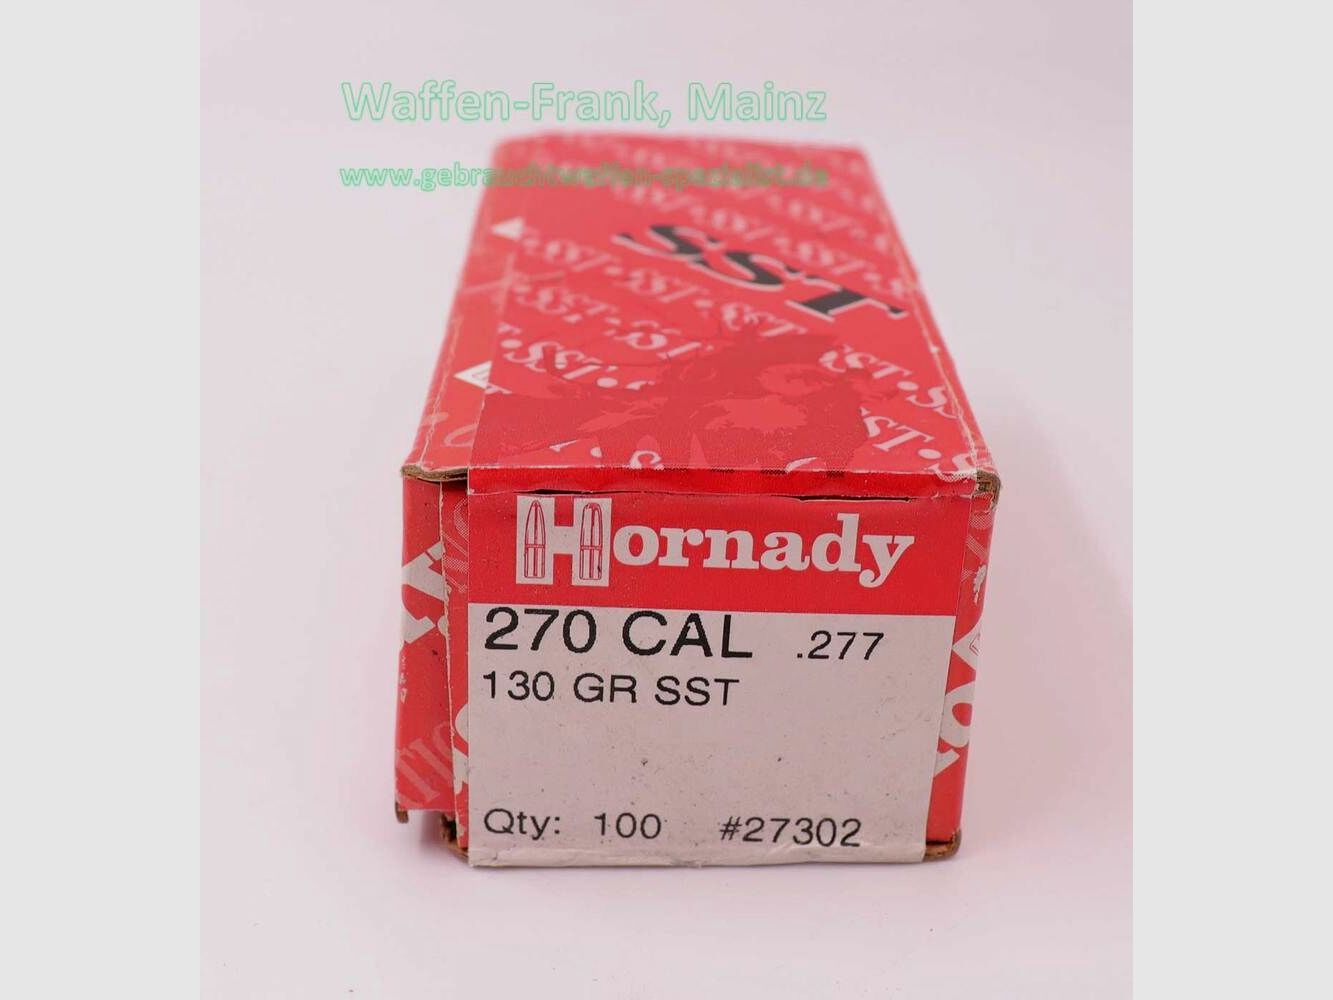 Waffen-Frank, Mainz
www.gebrauchtwaffen-spezialist.de
SST
Hornady
270 CAL .277
130 GR SST
Qty: 100 #27302